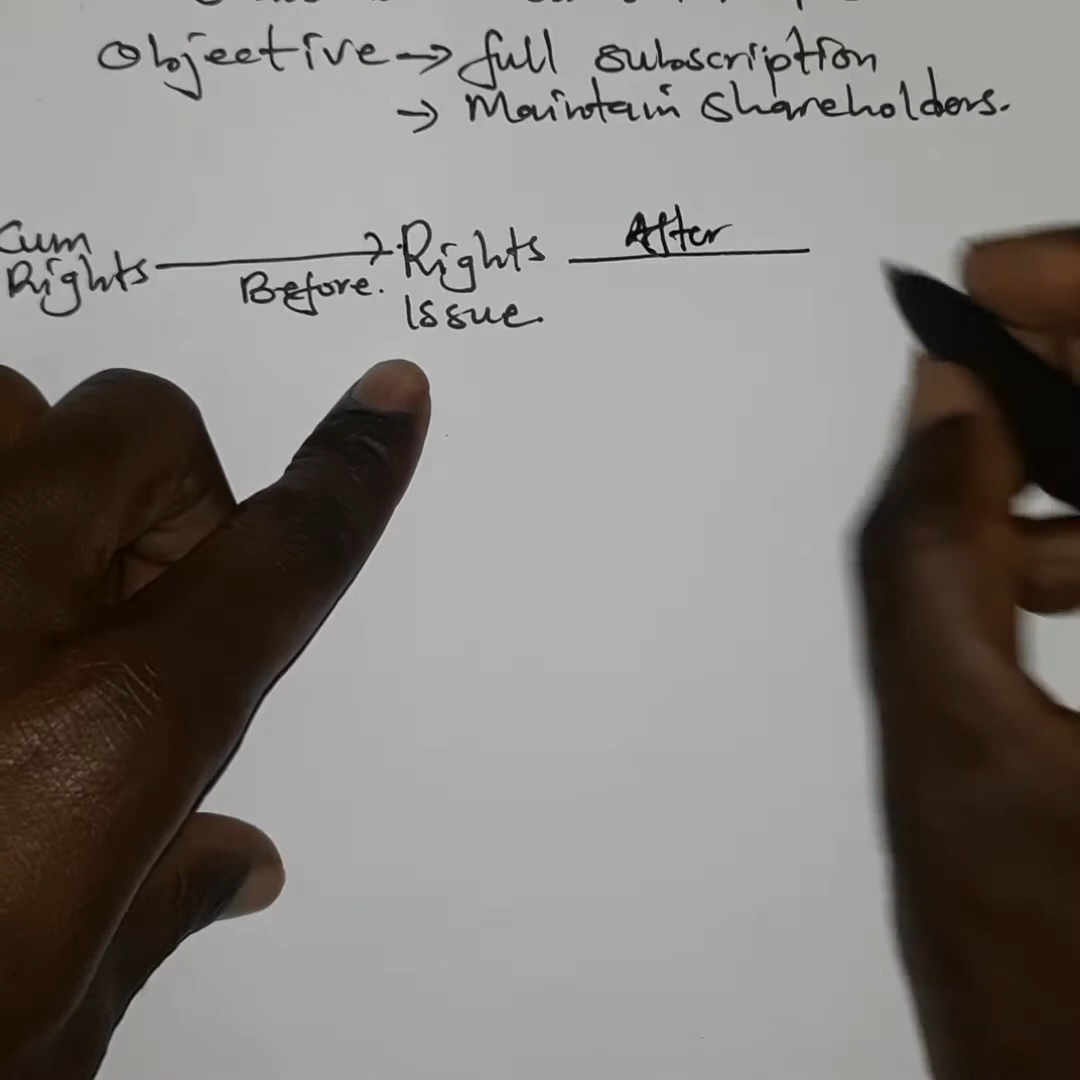 Objective → full subscription
→ Maintain Shareholders.
Cum Rights → Rights Issue.
Before.
After